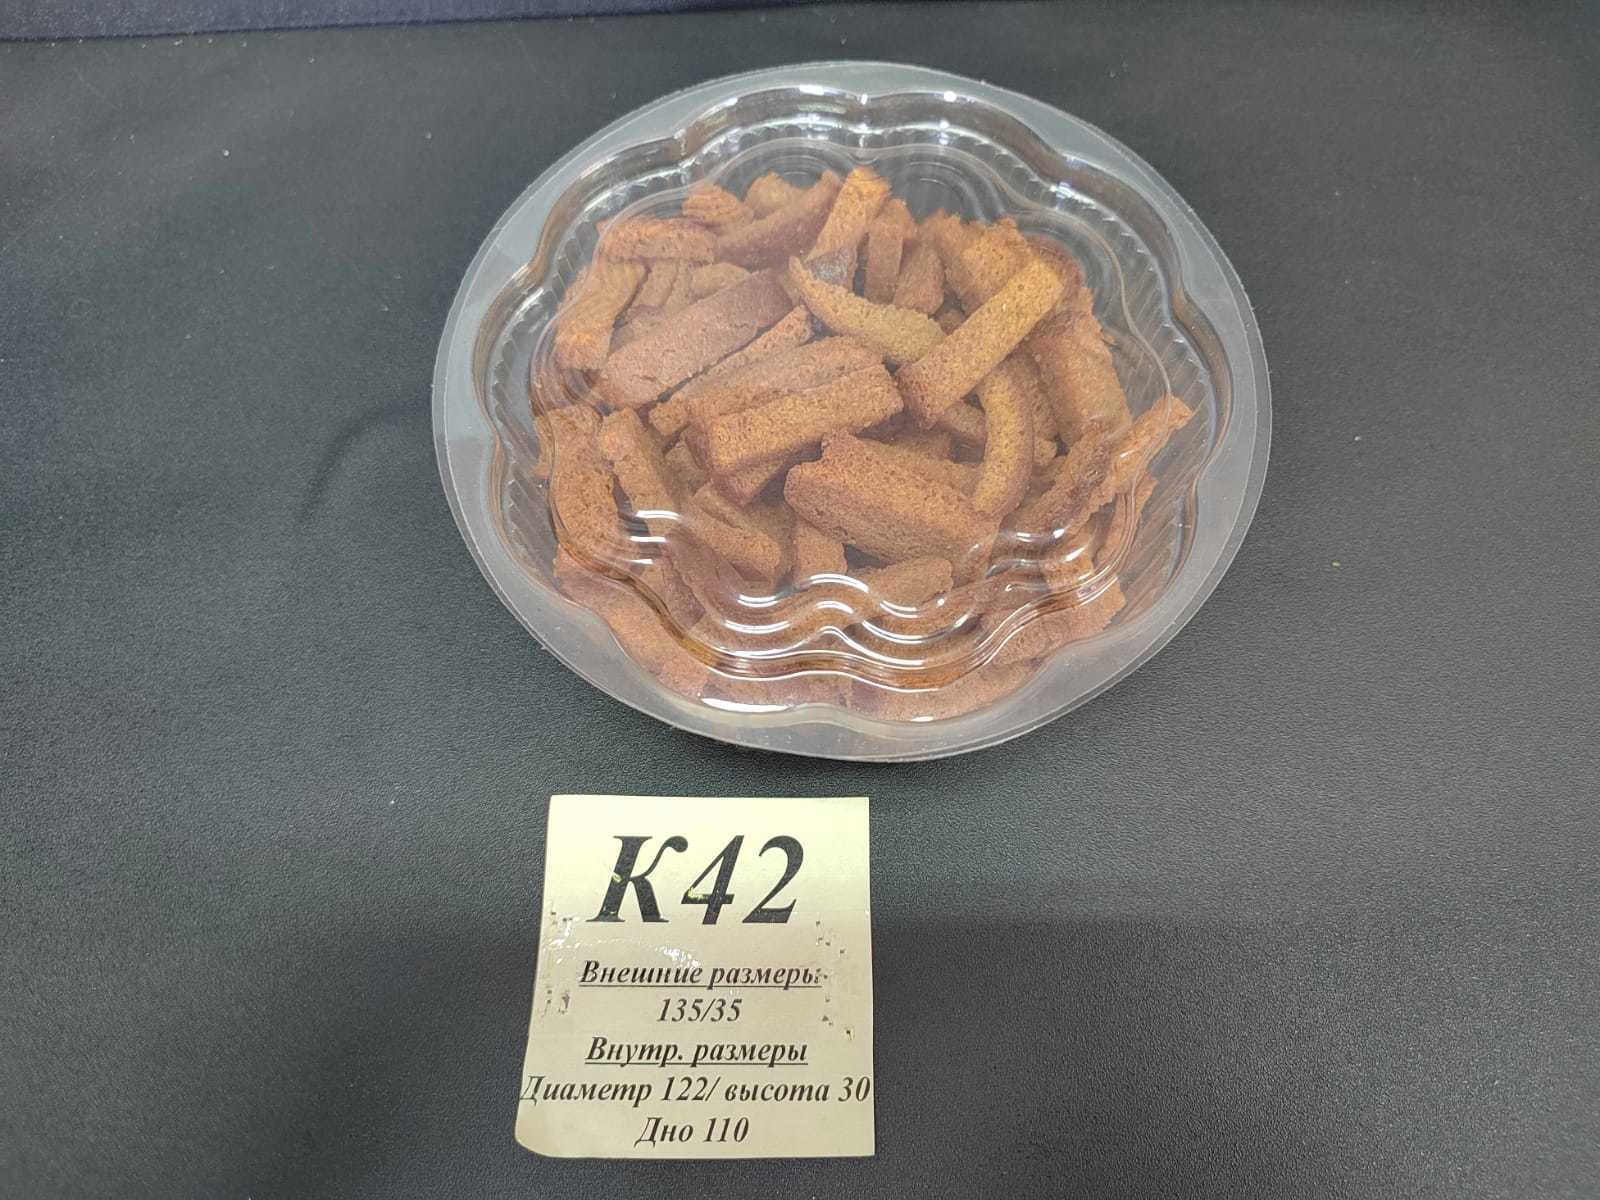 К42
Внешние размеры
135/35
Внутр. размеры
Диаметр 122/ высота 30
Дно 110